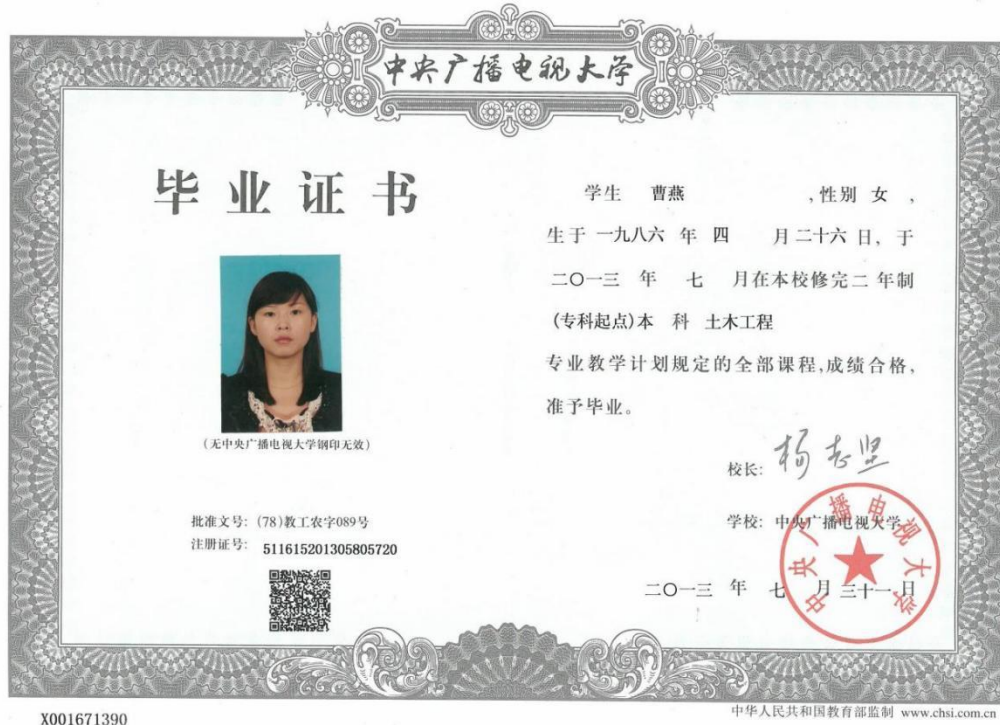 中央广播电视大学
毕业证书
(无中央广播电视大学钢印无效)
批准文号: (78)教工农字089号
注册证号: 511615201305805720
学生 曹燕 ,性别 女 ,
生于 一九八六 年 四 月 二十六 日, 于
二〇一三 年 七 月在本校修完 二 年制
(专科起点)本 科 土木工程
专业教学计划规定的全部课程,成绩合格,
准予毕业。
校长: 杨志坚
学校: 中央广播电视大学
二〇一三 年 七 月 三十一 日
中央广播电视大学
X001671390
中华人民共和国教育部监制 www.chsi.com.cn